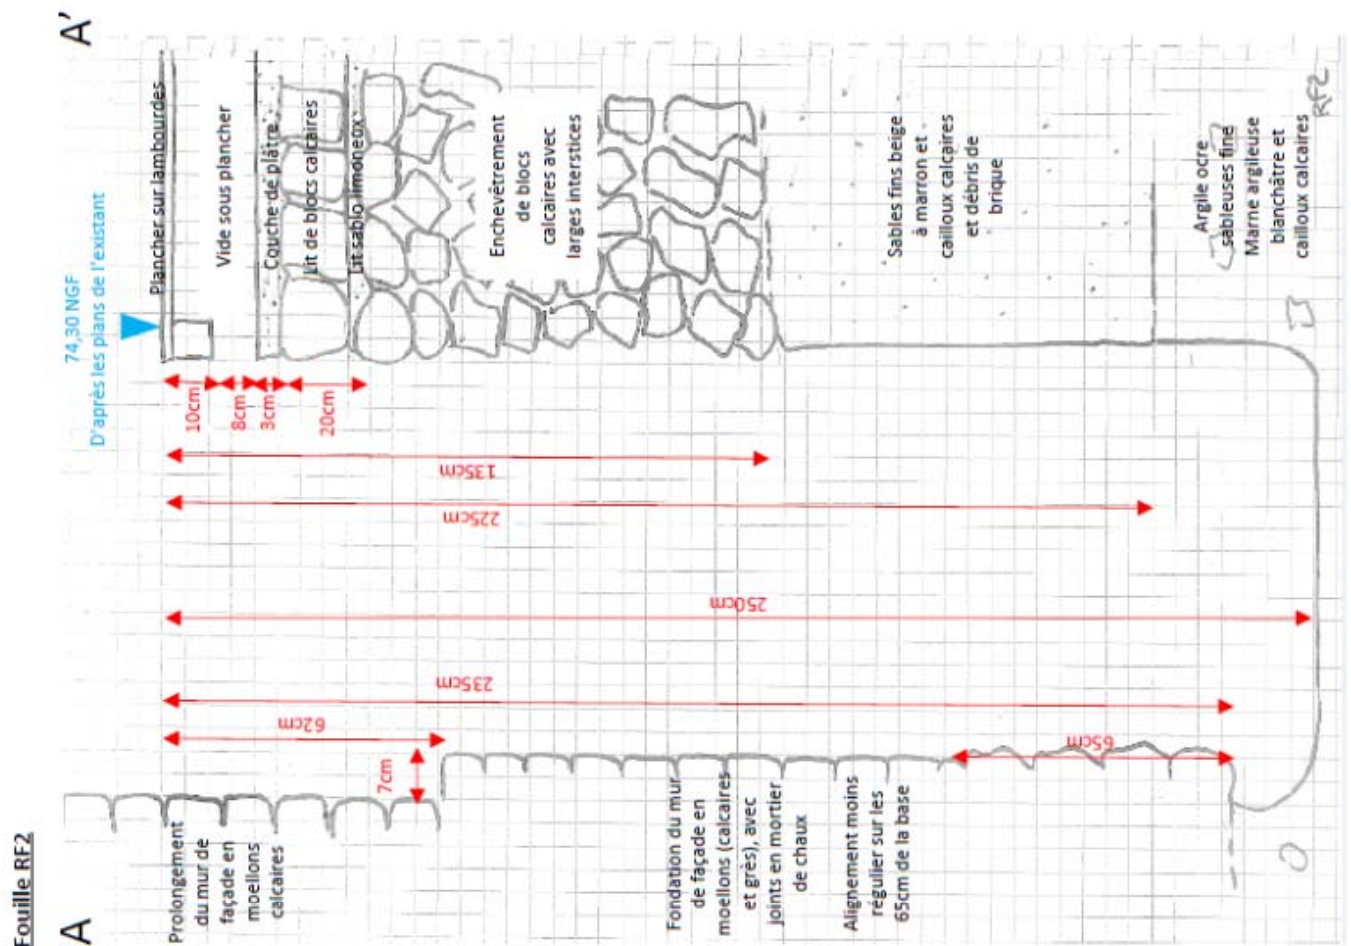 Fouille RF2
A
A'
74,30 NGF
D'après les plans de l'existant
Plancher sur lambourdes
Vide sous plancher
Couche de plâtre
Lit de blocs calcaires
Lit sablo limoneux
Enchevêtrement
de blocs
calcaires avec
larges interstices
Sables fins beige
à marron et
cailloux calcaires
et débris de
brique
Argile ocre
sableuses fine
Marne argileuse
blanchâtre et
cailloux calcaires
RF2
10cm
8cm
3cm
20cm
135cm
225cm
250cm
235cm
62cm
7cm
65cm
Prolongement
du mur de
façade en
moellons
calcaires
Fondation du mur
de façade en
moellons (calcaires
et grès), avec
joints en mortier
de chaux
Alignement moins
régulier sur les
65cm de la base